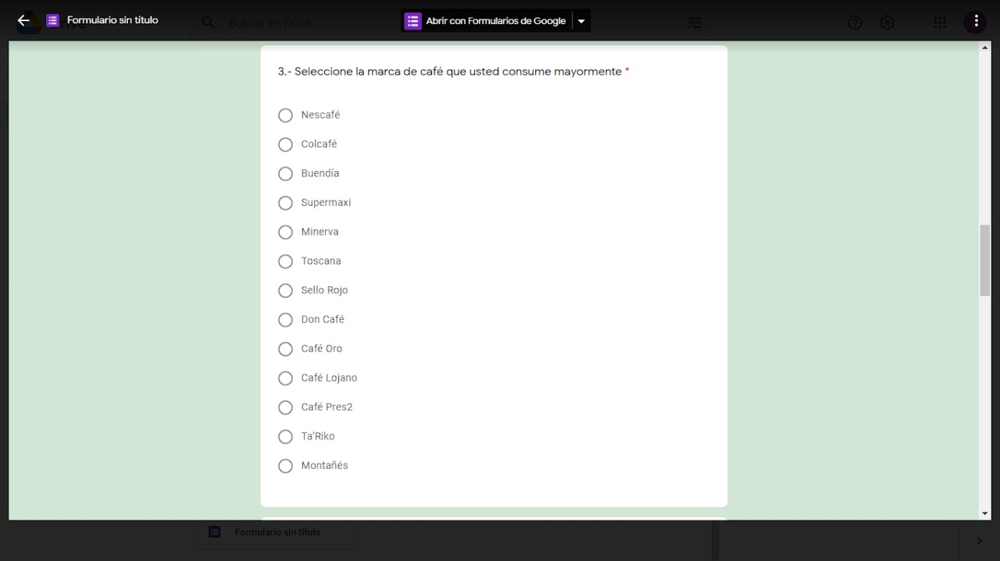 Formulario sin título
Buscar en Drive
Abrir con Formularios de Google
3.- Seleccione la marca de café que usted consume mayormente *
Nescafé
Colcafé
Buendía
Supermaxi
Minerva
Toscana
Sello Rojo
Don Café
Café Oro
Café Lojano
Café Pres2
Ta’Riko
Montañés
Formulario sin título